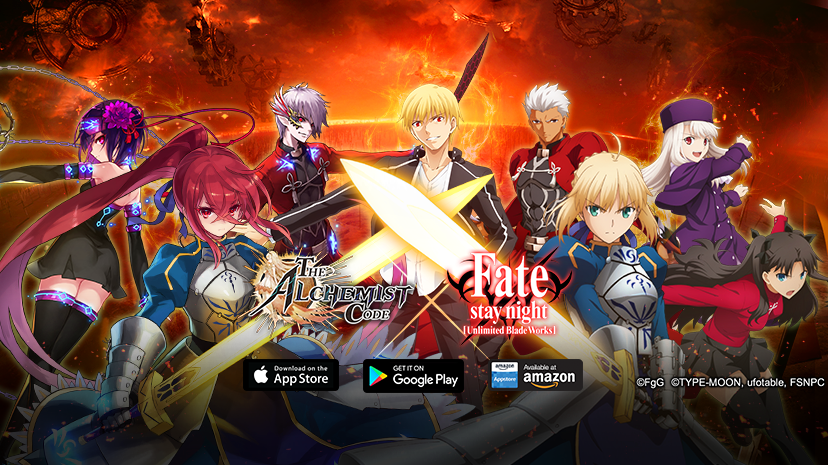 THE
ALCHEMIST
CODE
Fate
stay night
[Unlimited Blade Works]
Download on the
App Store
GET IT ON
Google Play
amazon
Appstore
Available at
amazon
©FgG ©TYPE-MOON, ufotable, FSNPC